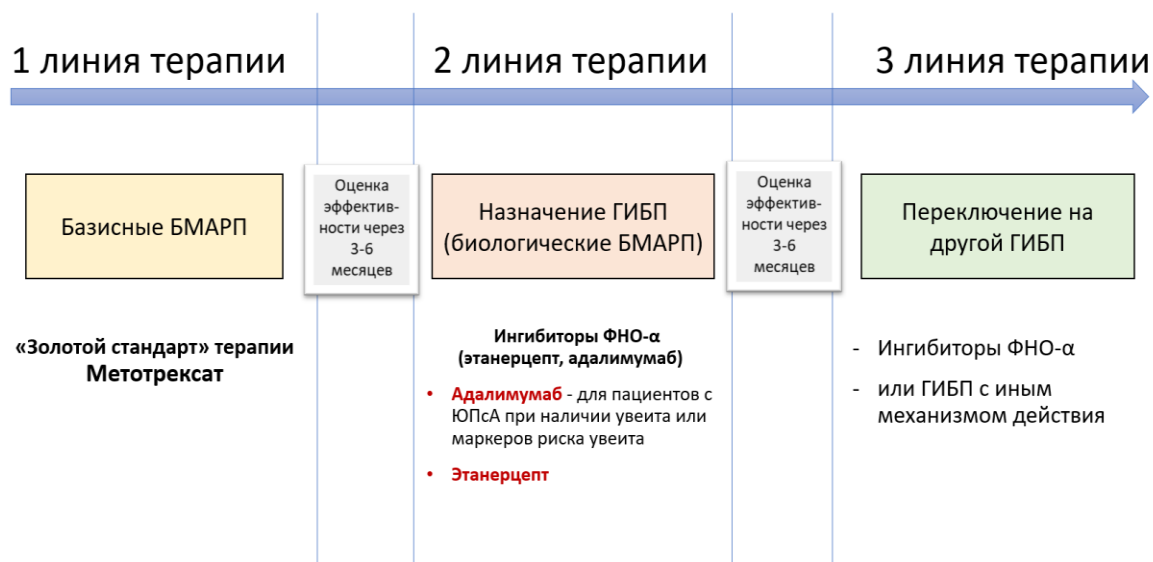 1 линия терапии
2 линия терапии
3 линия терапии
Базисные БМАРП
Оценка
эффектив-
ности через
3-6
месяцев
Назначение ГИБП
(биологические БМАРП)
Оценка
эффектив-
ности через
3-6
месяцев
Переключение на
другой ГИБП
«Золотой стандарт» терапии
Метотрексат
Ингибиторы ФНО-α
(этанерцепт, адалимумаб)
• Адалимумаб - для пациентов с
ЮПсА при наличии увеита или
маркеров риска увеита
• Этанерцепт
- Ингибиторы ФНО-α
- или ГИБП с иным
механизмом действия